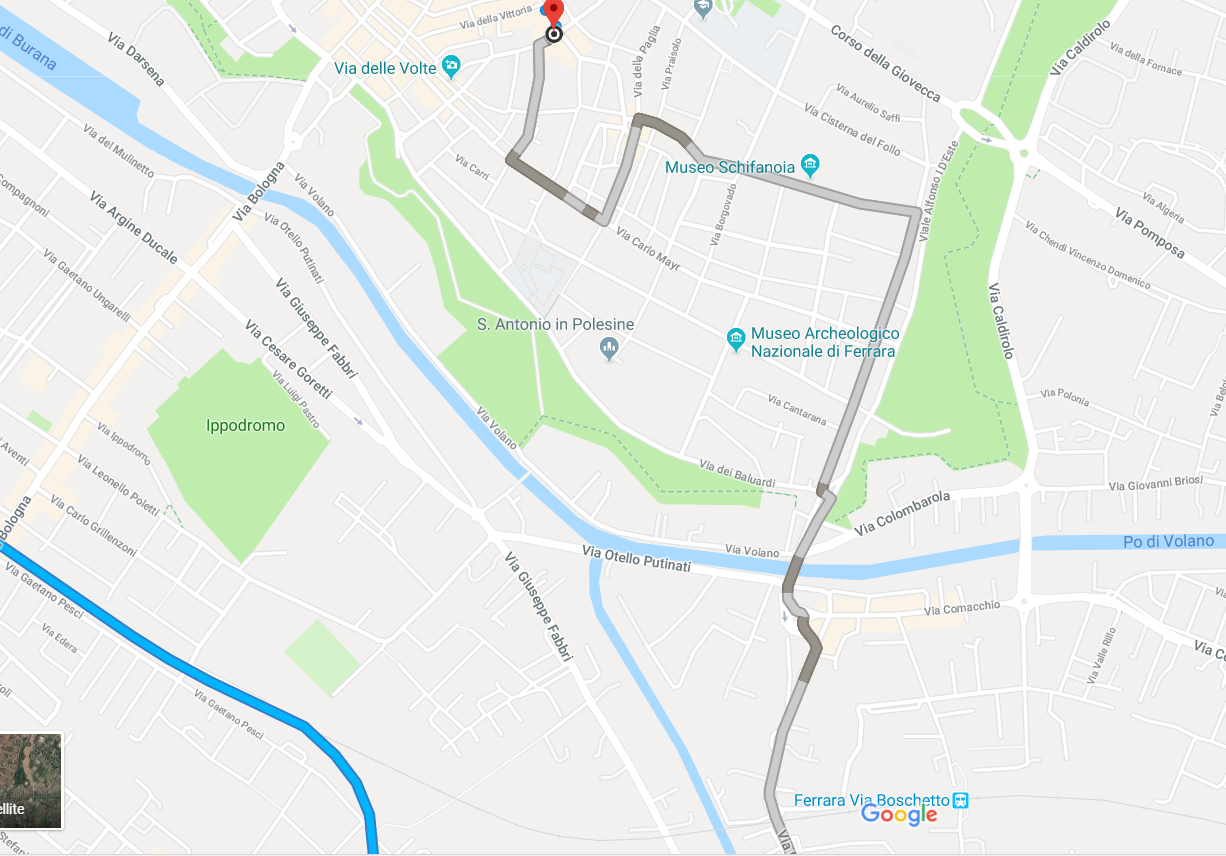 Via della Vittoria
di Burana
Via Darsena
Via delle Volte
Via della Paglia
Via Praisolo
Corso della Giovecca
Via Caldirolo
Via della Fornace
Via Aurelio Saffi
Via Cisterna del Follo
Via del Mulinetto
Via Carri
Museo Schifanoia
Viale Alfonso I D'Este
Via Bologna
Via Volano
Compagnoni
Via Argine Ducale
Via Otello Putinati
Via Borgovado
Via Algeria
Via Pomposa
Via Carlo Mayr
Via Chendi Vincenzo Domenico
Via Gaetano Ungarelli
Via Giuseppe Fabbri
Via Caldirolo
S. Antonio in Polesine
Museo Archeologico
Nazionale di Ferrara
Via Cesare Goretti
Via Luigi Pastro
Via Polonia
Via Belgi
Via Cantarana
Ippodromo
Via Volano
Via Ippodromo
Aventi
Via Leonello Poletti
Via dei Baluardi
Via Giovanni Briosi
Via Colombarola
Bologna
Via Carlo Grillenzoni
Via Volano
Po di Volano
Via Otello Putinati
Via Giuseppe Fabbri
Via Gaetano Pesci
Via Comacchio
Via Edera
Via Valle Rillo
Via Co
Via Gaetano Pesci
ellite
Ferrara Via Boschetto
Google